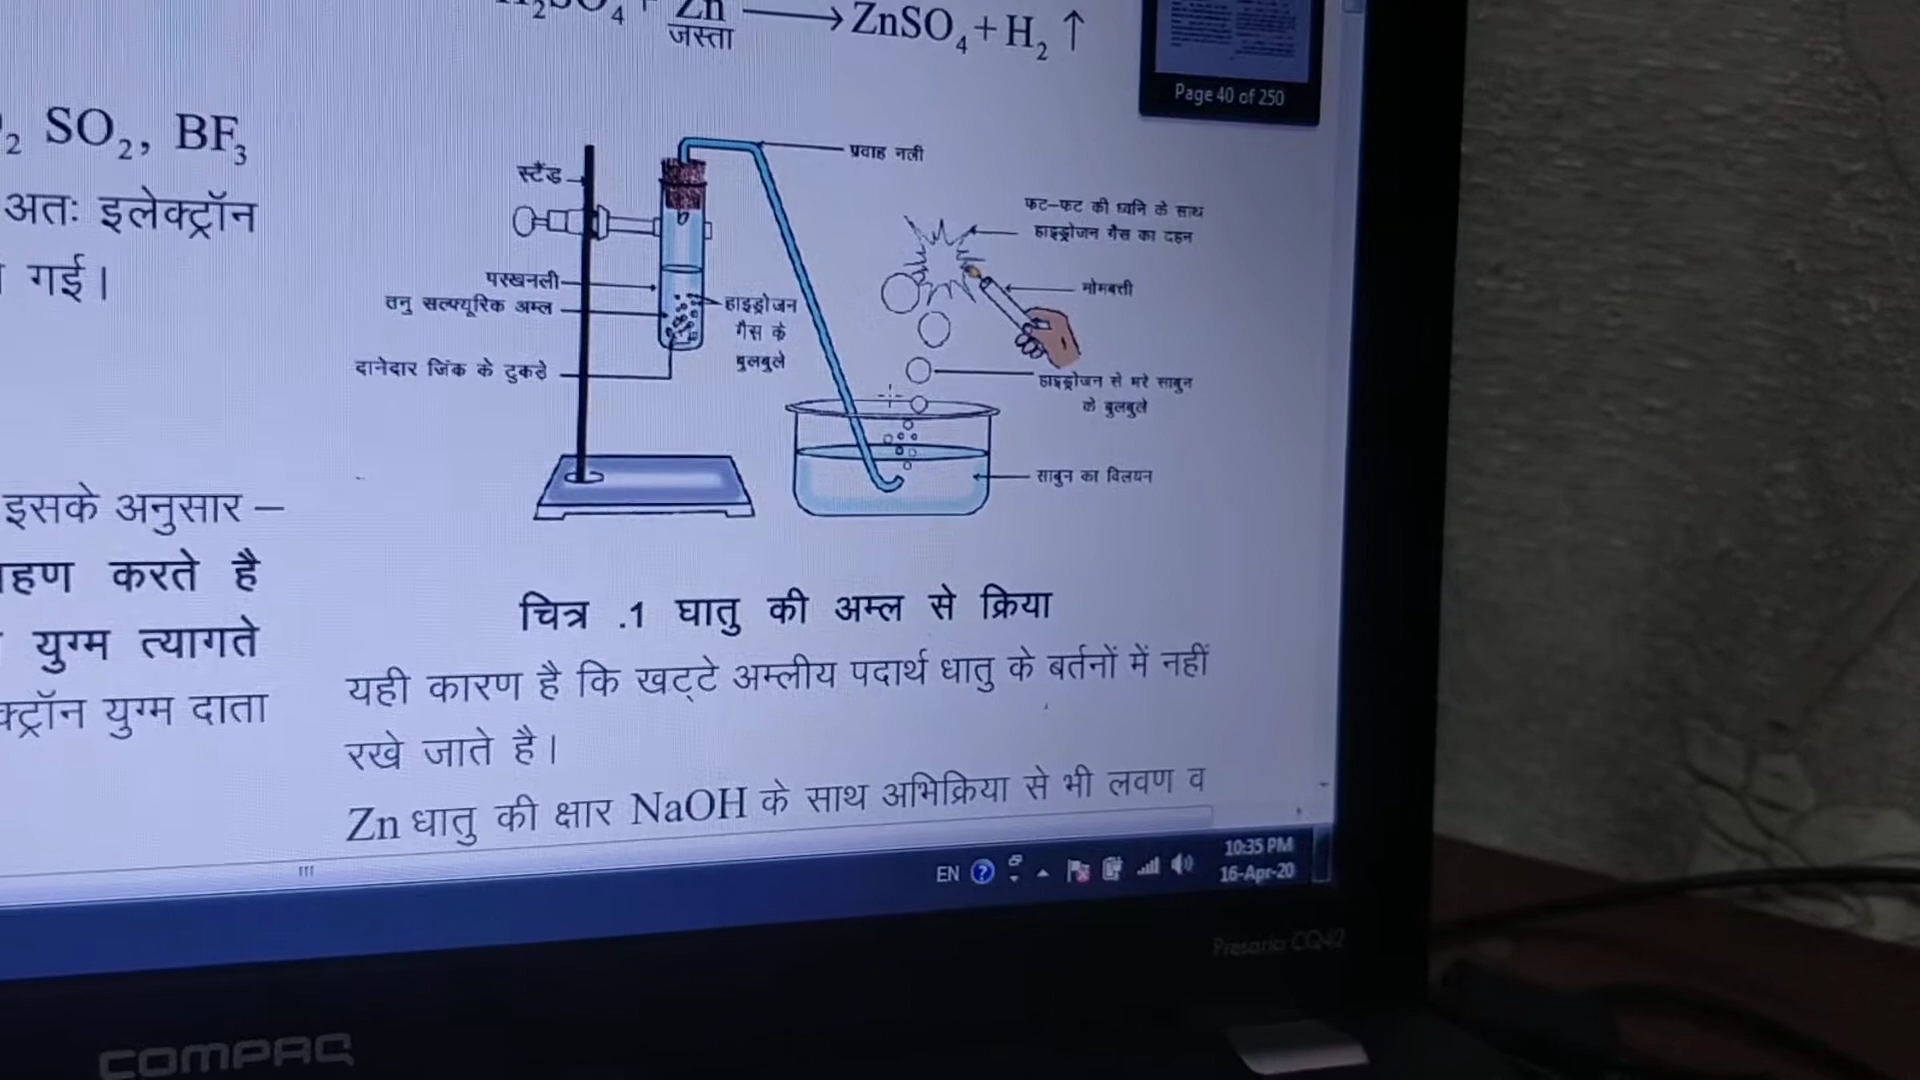 H₂SO₄ + Zn ⟶ ZnSO₄ + H₂ ↑
जस्ता
Page 40 of 250
SO₂, BF₃
अतः इलेक्ट्रॉन
गई।
इसके अनुसार –
करते है
युग्म त्यागते
युग्म दाता
स्टैंड
प्रवाह नली
फट–फट की ध्वनि के साथ
हाइड्रोजन गैस का दहन
मोमबत्ती
परखनली
तनु सल्फ्यूरिक अम्ल
हाइड्रोजन
गैस के
बुलबुले
दानेदार जिंक के टुकडे
हाइड्रोजन से भरे साबुन
के बुलबुले
साबुन का विलयन
चित्र .1 धातु की अम्ल से क्रिया
यही कारण है कि खट्टे अम्लीय पदार्थ धातु के बर्तनों में नहीं
रखे जाते है।
Zn धातु की क्षार NaOH के साथ अभिक्रिया से भी लवण व
EN
10:35 PM
16-Apr-20
Presario CQ42
COMPAQ